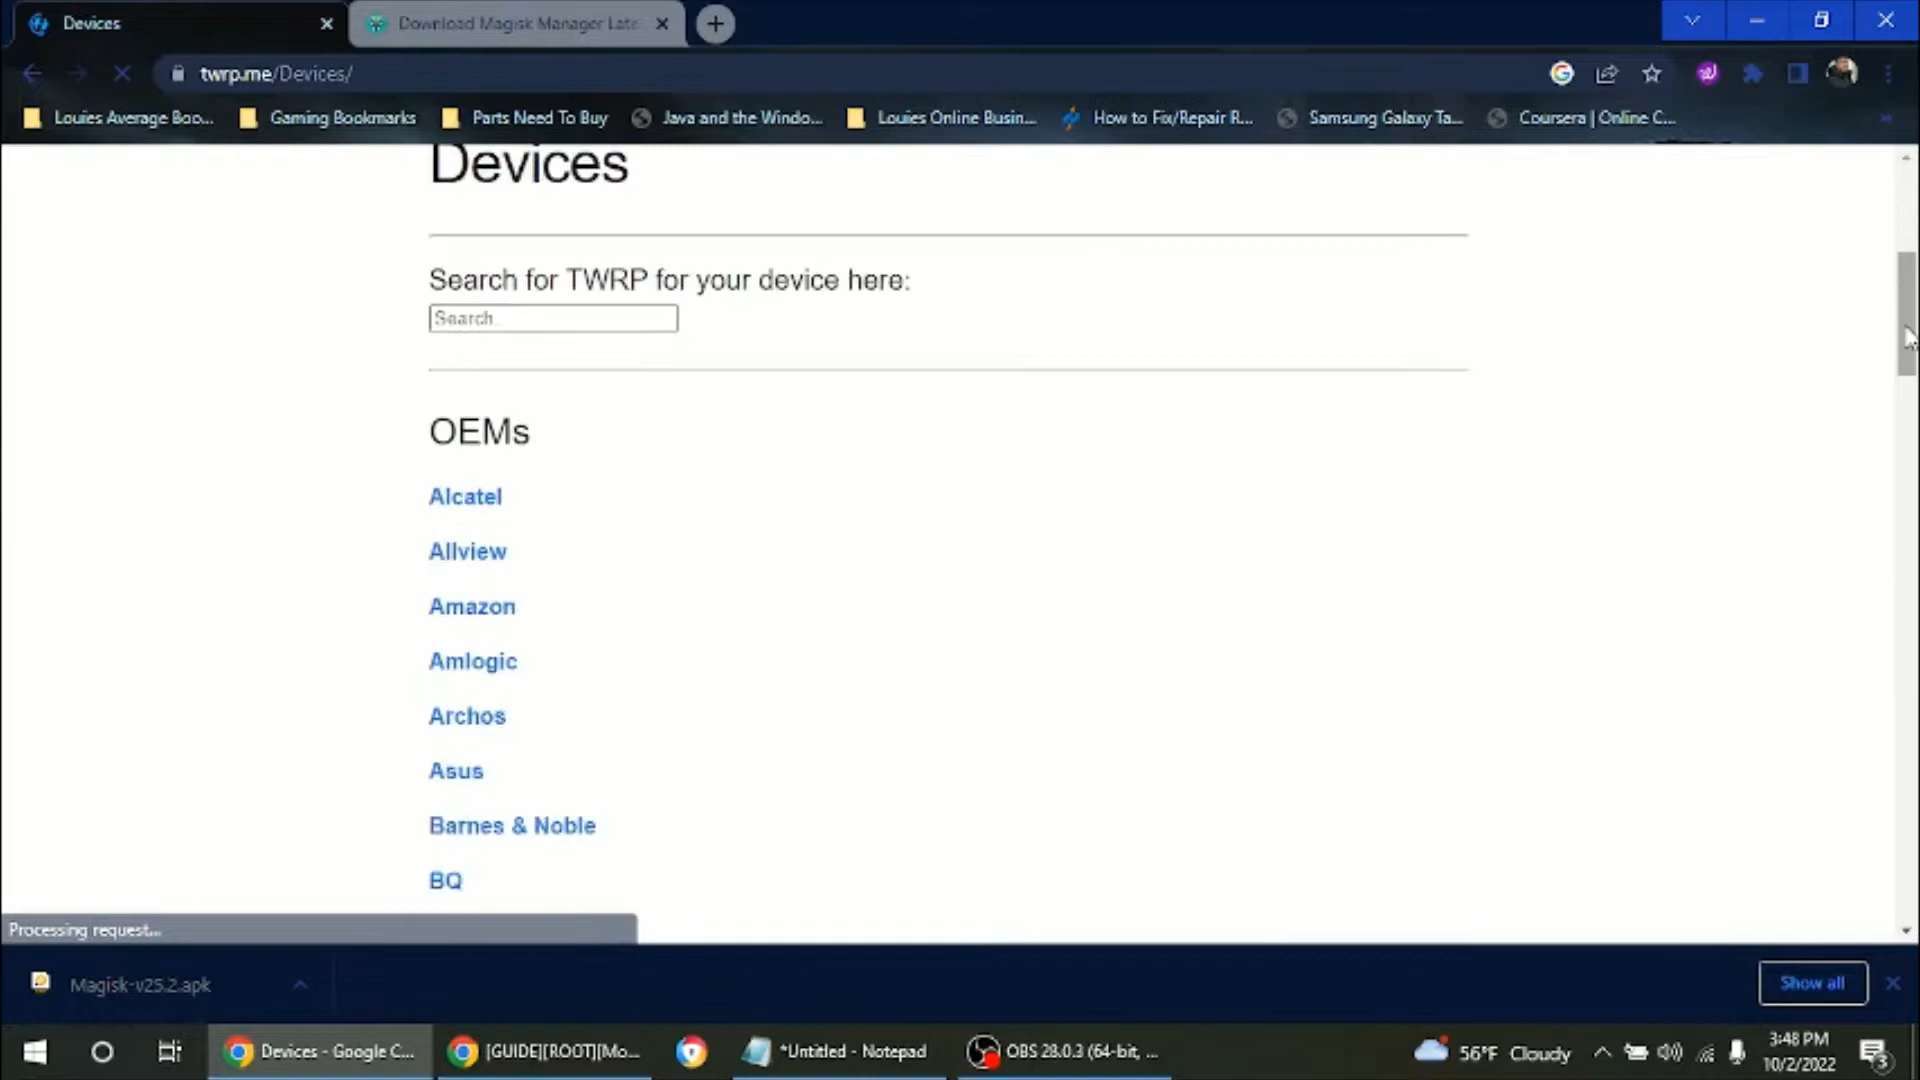 Devices
Download Magisk Manager Late
twrp.me/Devices/
Louies Average Boo...
Gaming Bookmarks
Parts Need To Buy
Java and the Windo...
Louies Online Busin...
How to Fix/Repair R...
Samsung Galaxy Ta...
Coursera | Online C...
Devices
Search for TWRP for your device here:
Search
OEMs
Alcatel
Allview
Amazon
Amlogic
Archos
Asus
Barnes & Noble
BQ
Processing request...
Magisk-v25.2.apk
Show all
Devices - Google C...
[GUIDE][ROOT][Mo...
*Untitled - Notepad
OBS 28.0.3 (64-bit, ...
56°F Cloudy
3:48 PM
10/2/2022
3